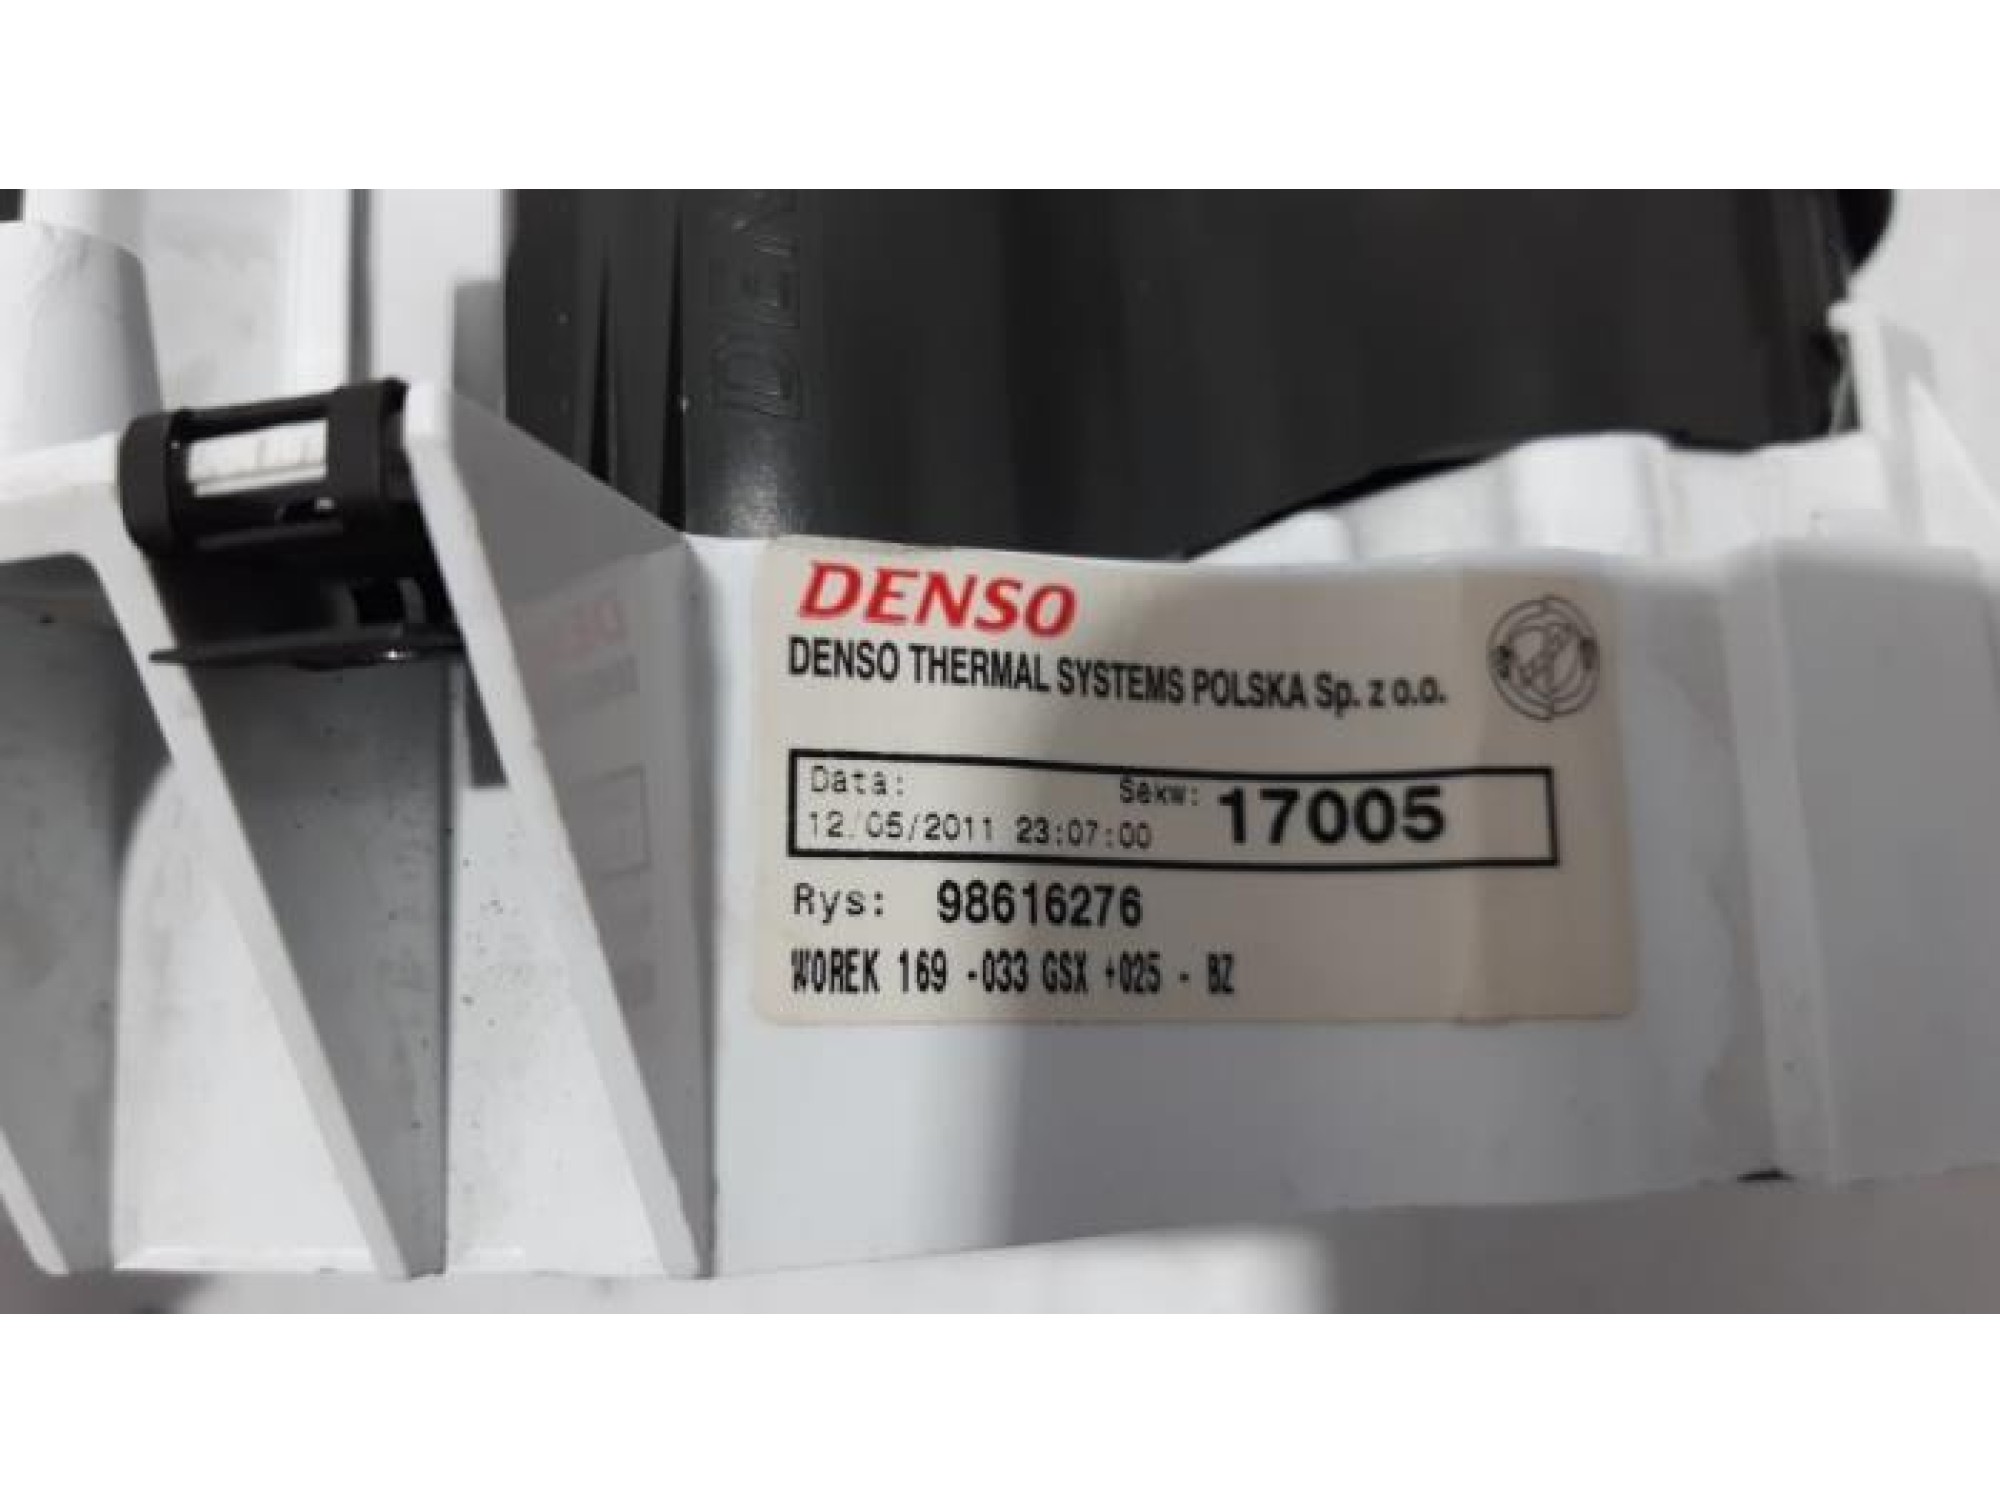 DEN
DENSO
DENSO THERMAL SYSTEMS POLSKA Sp. z o.o.
Data:
Sekw: 17005
12/05/2011 23:07:00
Rys: 98616276
WOREK 169 -033 GSX +025 - BZ